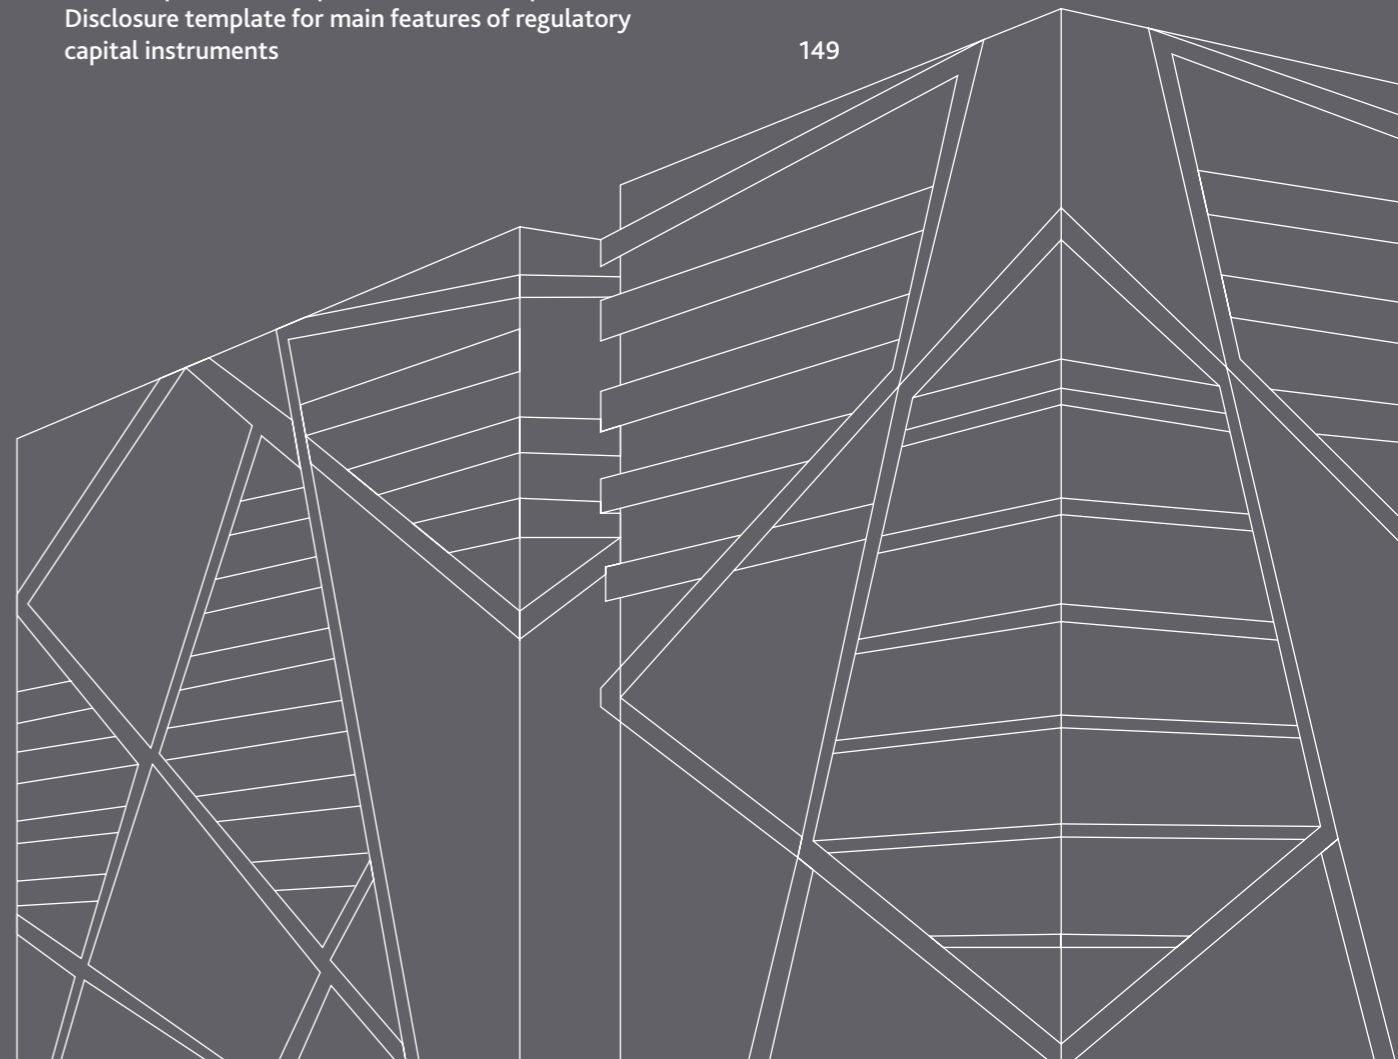 Disclosure template for main features of regulatory
capital instruments 149